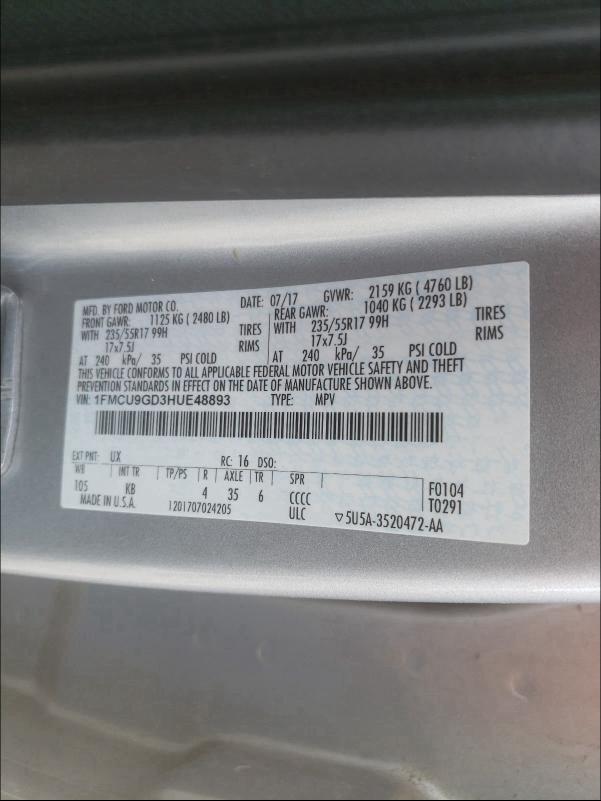 MFD. BY FORD MOTOR CO. DATE: 07/17 GVWR: 2159 KG ( 4760 LB)
FRONT GAWR: 1125 KG ( 2480 LB) REAR GAWR: 1040 KG ( 2293 LB)
WITH 235/55R17 99H TIRES WITH 235/55R17 99H TIRES
17x7.5J RIMS 17x7.5J RIMS
AT 240 kPa/ 35 PSI COLD AT 240 kPa/ 35 PSI COLD
THIS VEHICLE CONFORMS TO ALL APPLICABLE FEDERAL MOTOR VEHICLE SAFETY AND THEFT
PREVENTION STANDARDS IN EFFECT ON THE DATE OF MANUFACTURE SHOWN ABOVE.
VIN: 1FMCU9GD3HUE48893 TYPE: MPV
EXT PNT: UX RC: 16 DSO:
WB INT TR TP/PS R AXLE TR SPR
105 KB 4 35 6 CCCC F0104
MADE IN U.S.A. 1201707024205 ULC ▽5U5A-3520472-AA T0291